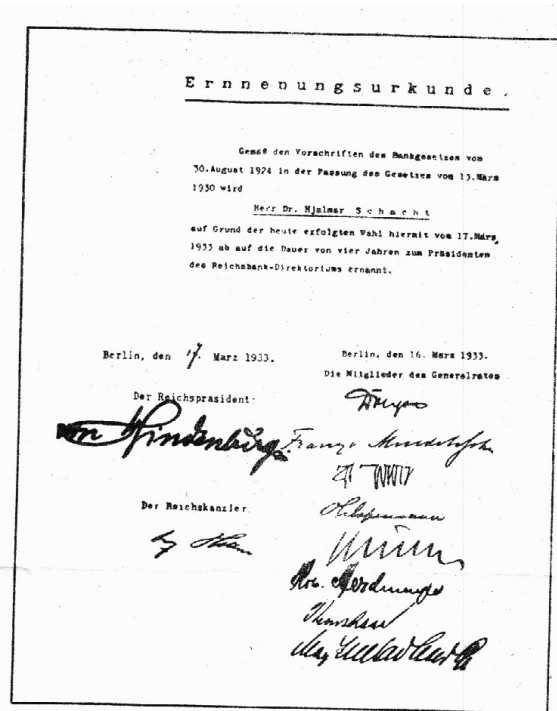 Ernnenungsurkunde.
Gemäß den Vorschriften des Bankgesetzes vom
30.August 1924 in der Fassung des Gesetzes vom 13.März
1930 wird
Herr Dr. Hjalmar Schacht
auf Grund der heute erfolgten Wahl hiermit vom 17.März
1933 ab auf die Dauer von vier Jahren zum Präsidenten
des Reichsbank-Direktoriums ernannt.
Berlin, den 17. Marz 1933.
Der Reichsprasident:
von Hindenburg.
Der Reichskanzler
Berlin, den 16. Marz 1933.
Die Mitglieder des Generalrates
Franz v Mendelssohn